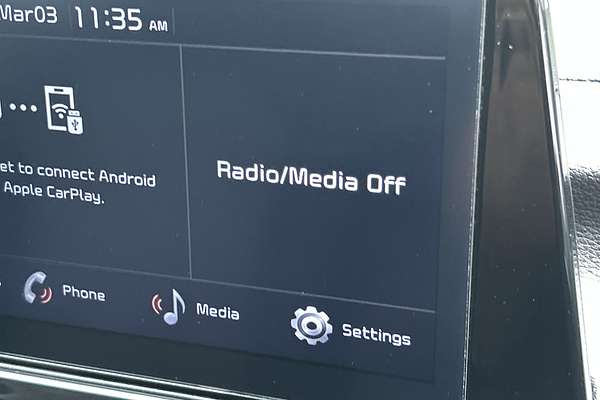 Mar03 11:35 AM
et to connect Android
Apple CarPlay.
Radio/Media Off
Phone
Media
Settings